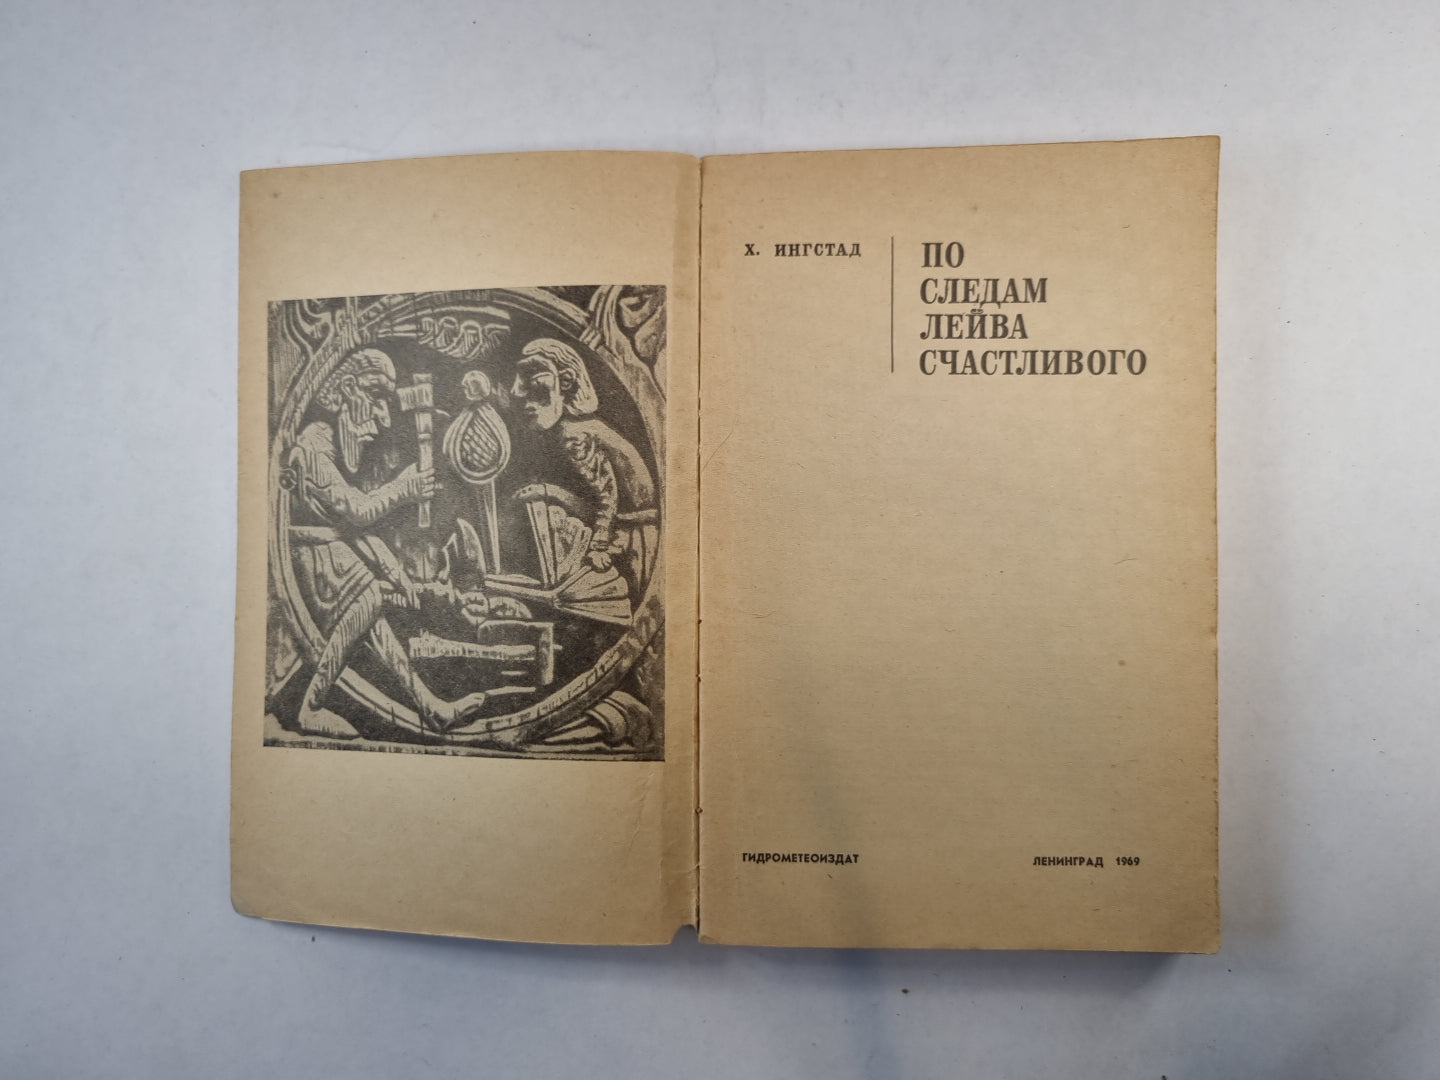 Х. ИНГСТАД
ПО
СЛЕДАМ
ЛЕЙВА
СЧАСТЛИВОГО
ГИДРОМЕТЕОИЗДАТ
ЛЕНИНГРАД 1969